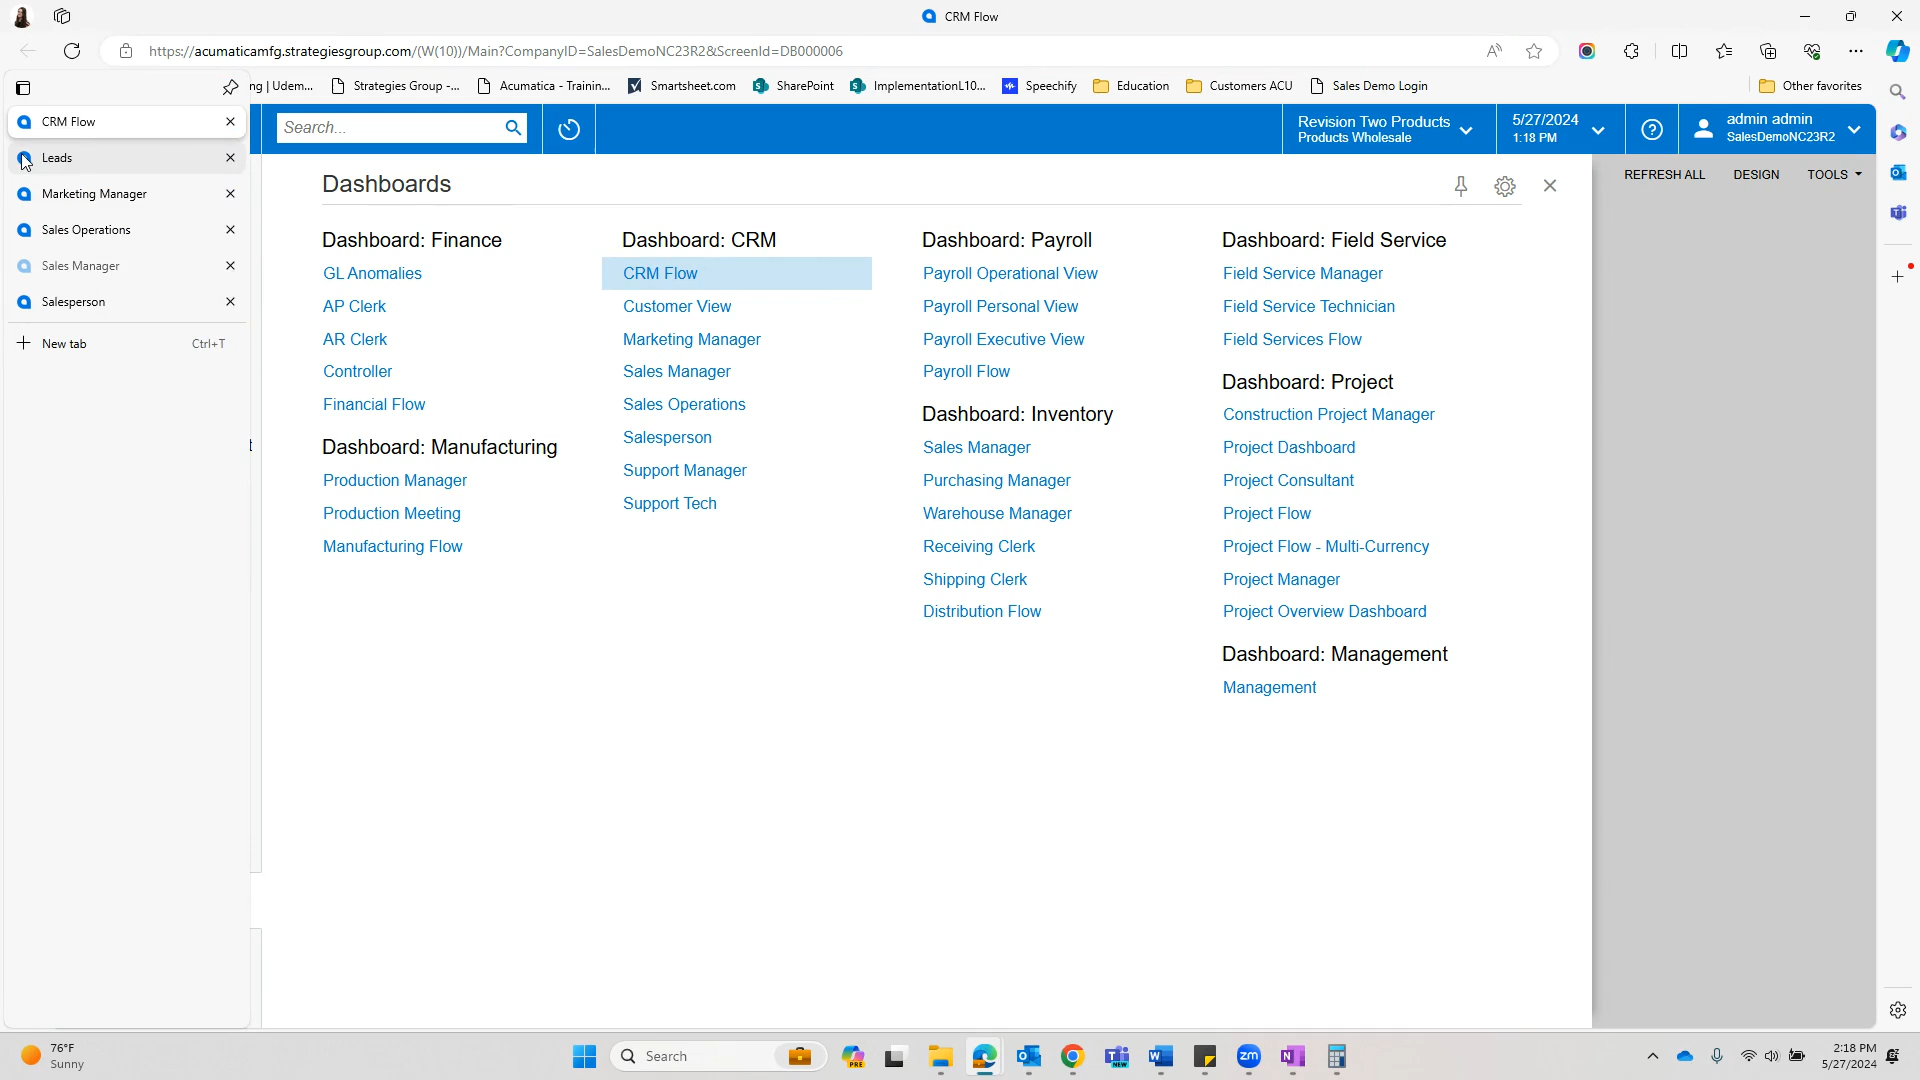 CRM Flow
https://acumaticamfg.strategiesgroup.com/(W(10))/Main?CompanyID=SalesDemoNC23R2&ScreenId=DB000006
ng | Udem...
Strategies Group -...
Acumatica - Trainin...
Smartsheet.com
SharePoint
ImplementationL10...
Speechify
Education
Customers ACU
Sales Demo Login
Other favorites
CRM Flow
Leads
Marketing Manager
Sales Operations
Sales Manager
Salesperson
New tab Ctrl+T
Search...
Revision Two Products
Products Wholesale
5/27/2024
1:18 PM
admin admin
SalesDemoNC23R2
REFRESH ALL DESIGN TOOLS
Dashboards
Dashboard: Finance
GL Anomalies
AP Clerk
AR Clerk
Controller
Financial Flow
Dashboard: Manufacturing
Production Manager
Production Meeting
Manufacturing Flow
Dashboard: CRM
CRM Flow
Customer View
Marketing Manager
Sales Manager
Sales Operations
Salesperson
Support Manager
Support Tech
Dashboard: Payroll
Payroll Operational View
Payroll Personal View
Payroll Executive View
Payroll Flow
Dashboard: Inventory
Sales Manager
Purchasing Manager
Warehouse Manager
Receiving Clerk
Shipping Clerk
Distribution Flow
Dashboard: Field Service
Field Service Manager
Field Service Technician
Field Services Flow
Dashboard: Project
Construction Project Manager
Project Dashboard
Project Consultant
Project Flow
Project Flow - Multi-Currency
Project Manager
Project Overview Dashboard
Dashboard: Management
Management
76°F
Sunny
Search
PRE
NEW
zm
2:18 PM
5/27/2024